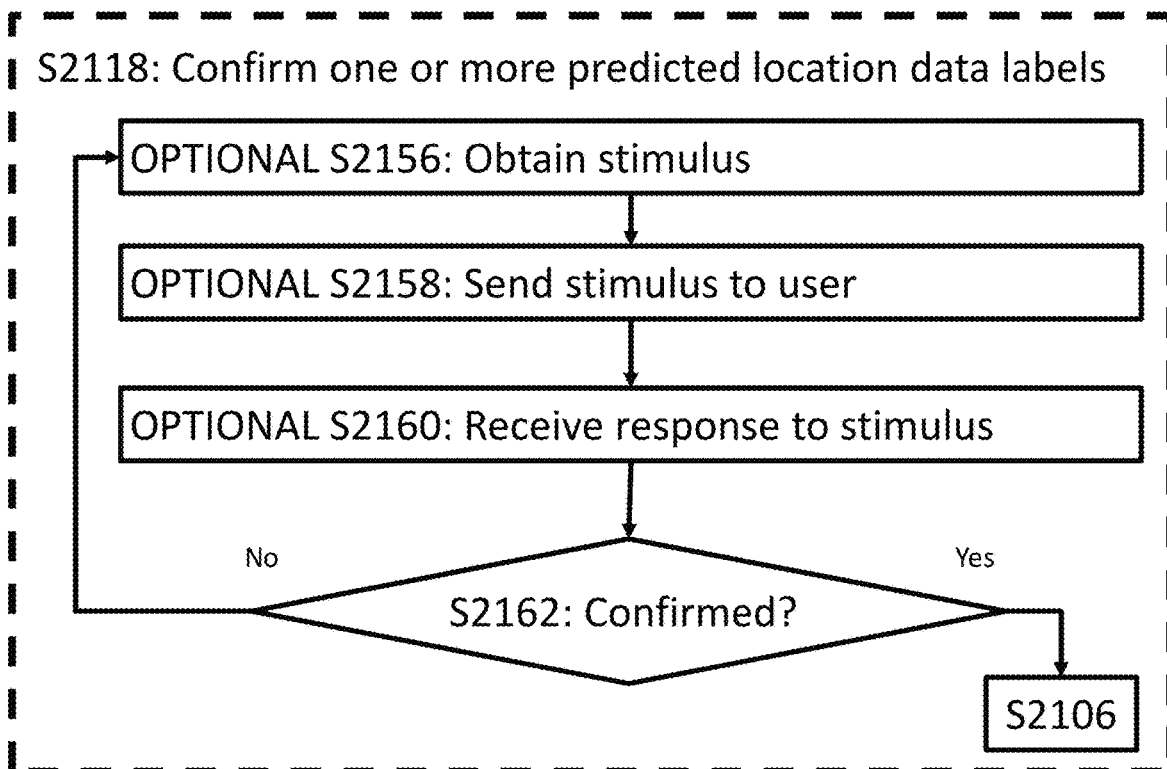 S2118: Confirm one or more predicted location data labels
OPTIONAL S2156: Obtain stimulus
OPTIONAL S2158: Send stimulus to user
OPTIONAL S2160: Receive response to stimulus
No
Yes
S2162: Confirmed?
S2106